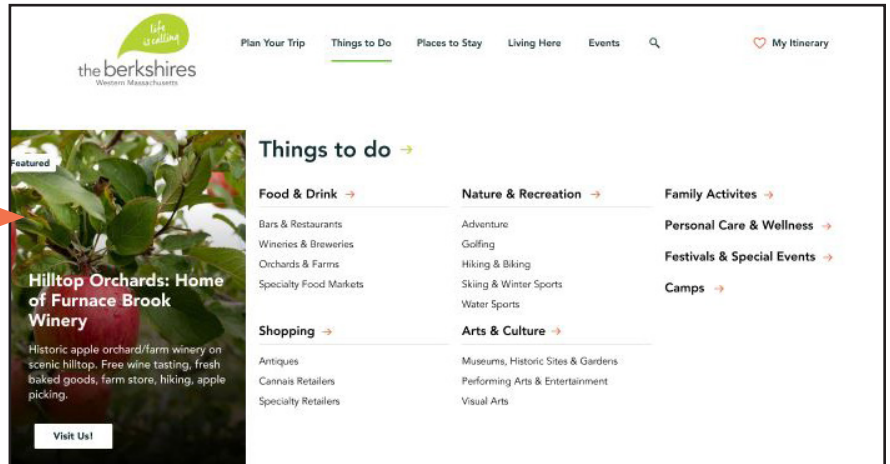 life
is calling
the berkshires
Western Massachusetts
Plan Your Trip
Things to Do
Places to Stay
Living Here
Events
My Itinerary
Featured
Hilltop Orchards: Home
of Furnace Brook
Winery
Historic apple orchard/farm winery on
scenic hilltop. Free wine tasting, fresh
baked goods, farm store, hiking, apple
picking.
Visit Us!
Things to do →
Food & Drink →
Bars & Restaurants
Wineries & Breweries
Orchards & Farms
Specialty Food Markets
Shopping →
Antiques
Cannais Retailers
Specialty Retailers
Nature & Recreation →
Adventure
Golfing
Hiking & Biking
Skiing & Winter Sports
Water Sports
Arts & Culture →
Museums, Historic Sites & Gardens
Performing Arts & Entertainment
Visual Arts
Family Activites →
Personal Care & Wellness →
Festivals & Special Events →
Camps →